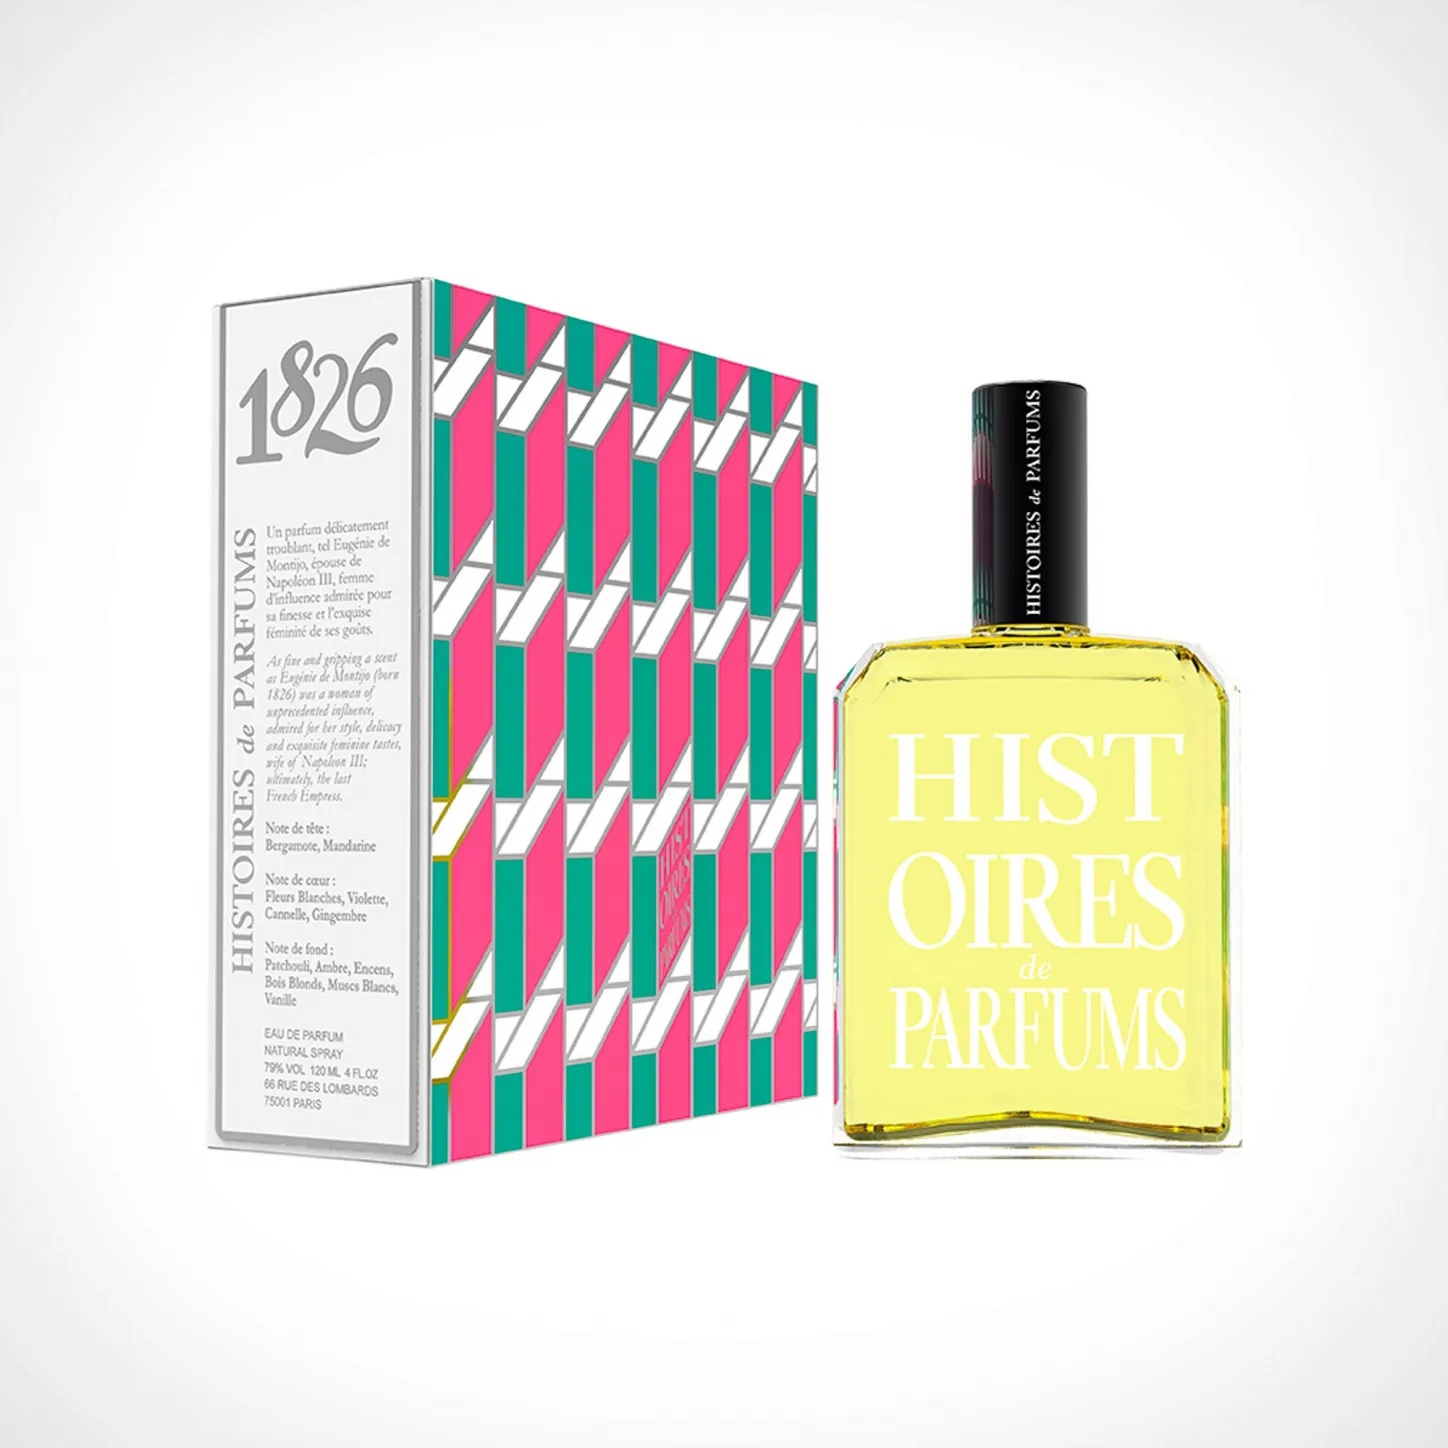 1826
HISTOIRES de PARFUMS
Un parfum délicatement
troublant, tel Eugénie de
Montijo, épouse de
Napoléon III, femme
d'influence admirée pour
sa finesse et l'exquise
féminité de ses goûts.
As fine and gripping a scent
as Eugénie de Montijo (born
1826) was a woman of
unprecedented influence,
admired for her style, delicacy
and exquisite feminine tastes,
wife of Napoleon III;
ultimately, the last
French Empress.
Note de tête :
Bergamote, Mandarine
Note de cœur :
Fleurs Blanches, Violette,
Cannelle, Gingembre
Note de fond :
Patchouli, Ambre, Encens,
Bois Blonds, Muscs Blancs,
Vanille
EAU DE PARFUM
NATURAL SPRAY
79% VOL 120 ML 4 FL.OZ
66 RUE DES LOMBARDS
75001 PARIS
HIST
OIRES
de
PARFUMS
HISTOIRES de PARFUMS
HIST
OIRES
de
PARFUMS